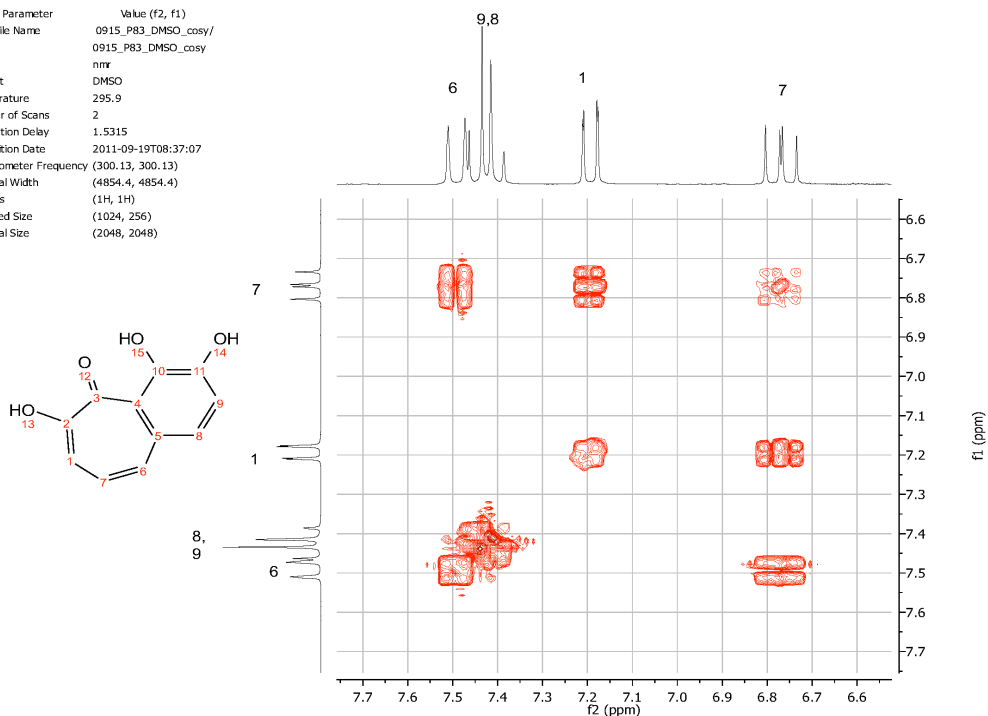 Parameter Value (f2, f1)
ile Name 0915_P83_DMSO_cosy/
0915_P83_DMSO_cosy
nmr
t DMSO
rature 295.9
r of Scans 2
tion Delay 1.5315
ition Date 2011-09-19T08:37:07
ometer Frequency (300.13, 300.13)
al Width (4854.4, 4854.4)
s (1H, 1H)
ed Size (1024, 256)
al Size (2048, 2048)
9,8
6
1
7
7
1
8,
9
6
HO
15
OH
14
O
12
10
11
HO
13
3
4
2
9
5
8
1
6
7
6.6
6.7
6.8
6.9
7.0
7.1
7.2
7.3
7.4
7.5
7.6
7.7
f1 (ppm)
7.7 7.6 7.5 7.4 7.3 7.2 7.1 7.0 6.9 6.8 6.7 6.6
f2 (ppm)